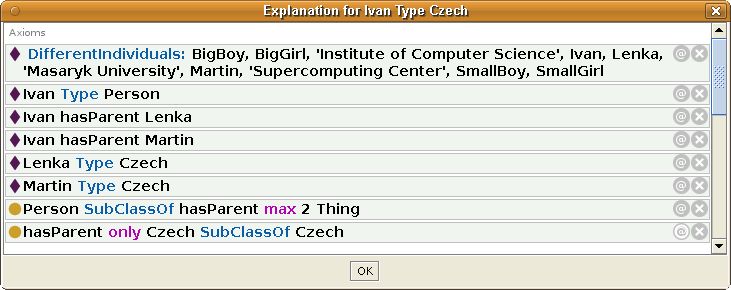 Explanation for Ivan Type Czech
Axioms
DifferentIndividuals: BigBoy, BigGirl, 'Institute of Computer Science', Ivan, Lenka,
'Masaryk University', Martin, 'Supercomputing Center', SmallBoy, SmallGirl
Ivan Type Person
Ivan hasParent Lenka
Ivan hasParent Martin
Lenka Type Czech
Martin Type Czech
Person SubClassOf hasParent max 2 Thing
hasParent only Czech SubClassOf Czech
OK